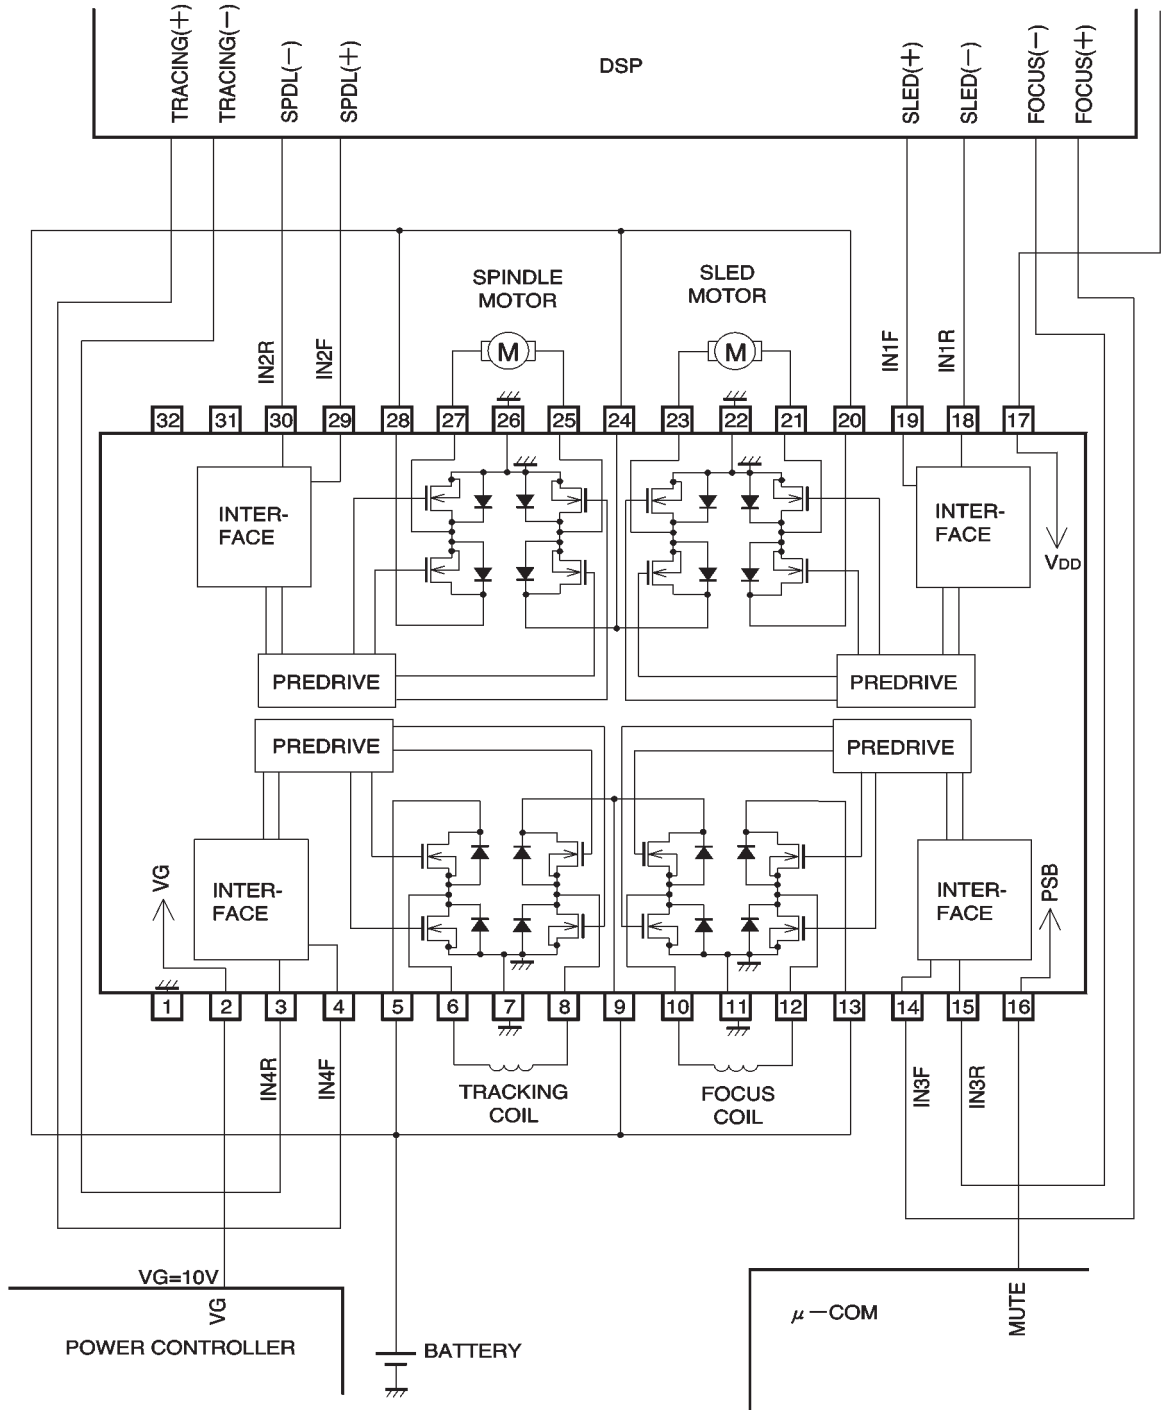 TRACING(+)
TRACING(−)
SPDL(−)
SPDL(+)
DSP
SLED(+)
SLED(−)
FOCUS(−)
FOCUS(+)
SPINDLE
MOTOR
SLED
MOTOR
IN2R
IN2F
M
M
IN1F
IN1R
32
31
30
29
28
27
26
25
24
23
22
21
20
19
18
17
INTER-
FACE
INTER-
FACE
VDD
PREDRIVE
PREDRIVE
PREDRIVE
PREDRIVE
VG
INTER-
FACE
INTER-
FACE
PSB
1
2
3
4
5
6
7
8
9
10
11
12
13
14
15
16
IN4R
IN4F
TRACKING
COIL
FOCUS
COIL
IN3F
IN3R
VG=10V
VG
POWER CONTROLLER
BATTERY
μ−COM
MUTE